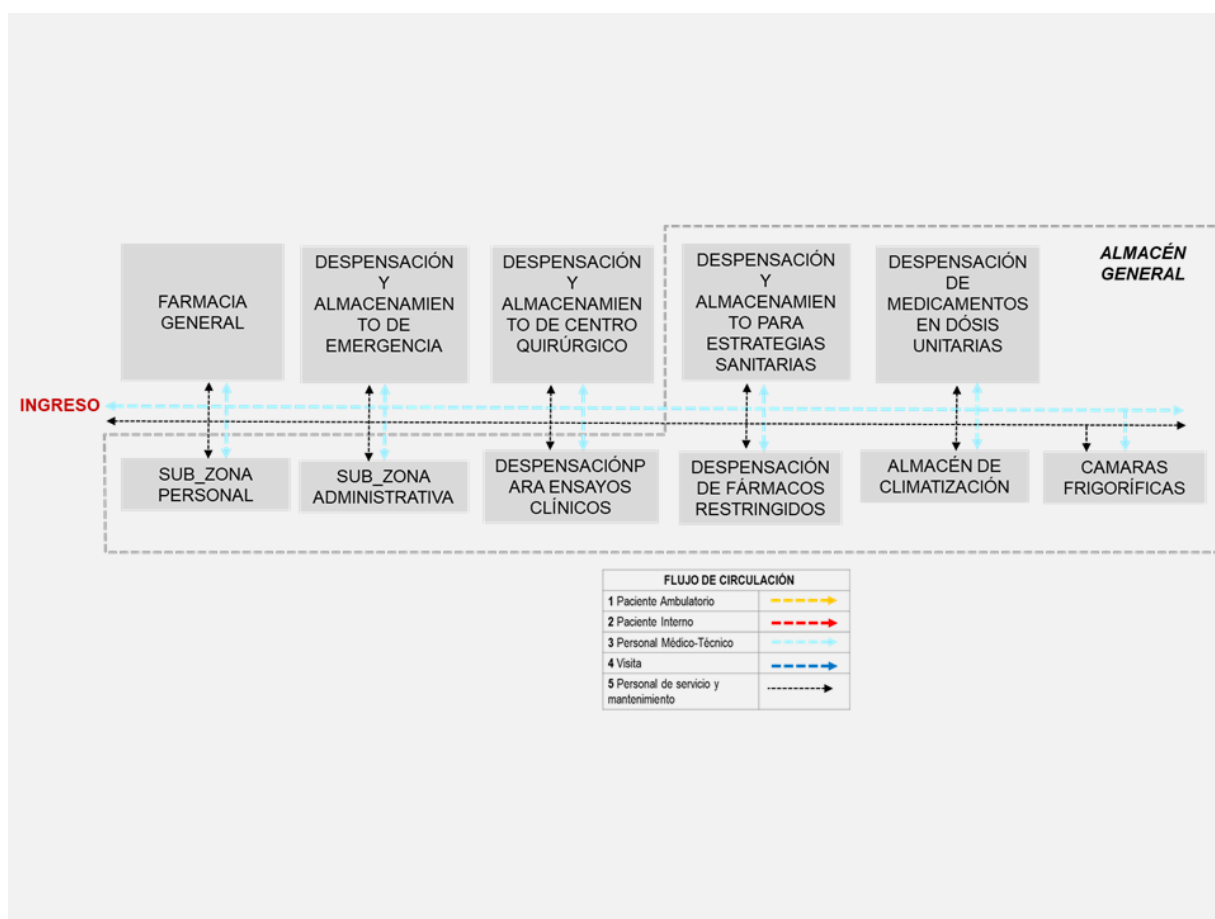 ALMACÉN
GENERAL
FARMACIA
GENERAL
DESPENSACIÓN
Y
ALMACENAMIEN
TO DE
EMERGENCIA
DESPENSACIÓN
Y
ALMACENAMIEN
TO DE CENTRO
QUIRÚRGICO
DESPENSACIÓN
Y
ALMACENAMIEN
TO PARA
ESTRATEGIAS
SANITARIAS
DESPENSACIÓN
DE
MEDICAMENTOS
EN DÓSIS
UNITARIAS
INGRESO
SUB_ZONA
PERSONAL
SUB_ZONA
ADMINISTRATIVA
DESPENSACIÓNP
ARA ENSAYOS
CLÍNICOS
DESPENSACIÓN
DE FÁRMACOS
RESTRINGIDOS
ALMACÉN DE
CLIMATIZACIÓN
CAMARAS
FRIGORÍFICAS
FLUJO DE CIRCULACIÓN
1 Paciente Ambulatorio
2 Paciente Interno
3 Personal Médico-Técnico
4 Visita
5 Personal de servicio y
mantenimiento